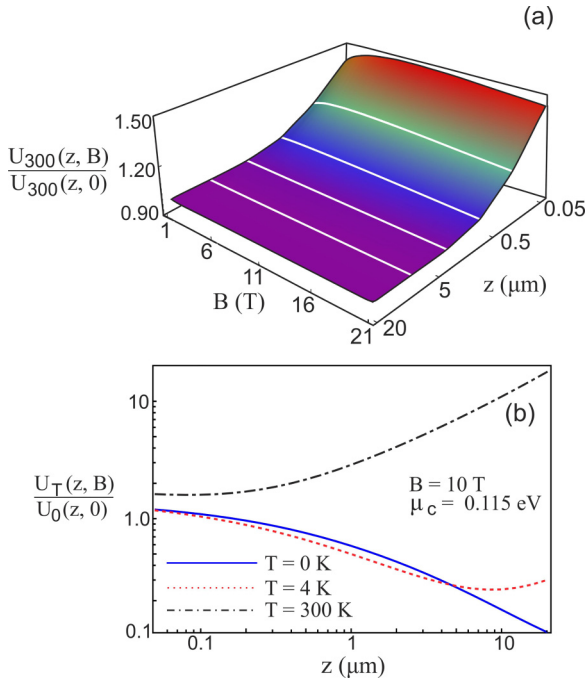 (a)
U300(z, B)
U300(z, 0)
1.50
1.20
0.90
1
6
11
16
21
B (T)
0.05
0.5
5
20
z (μm)
(b)
UT(z, B)
U0(z, 0)
10
1.0
0.1
B = 10 T
μc = 0.115 eV
T = 0 K
T = 4 K
T = 300 K
0.1 1 10
z (μm)